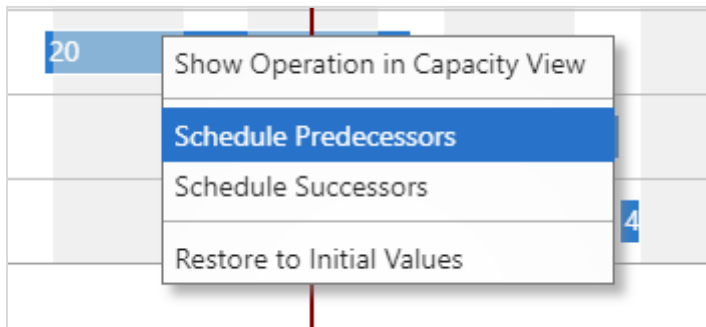 20
Show Operation in Capacity View
Schedule Predecessors
Schedule Successors
4
Restore to Initial Values